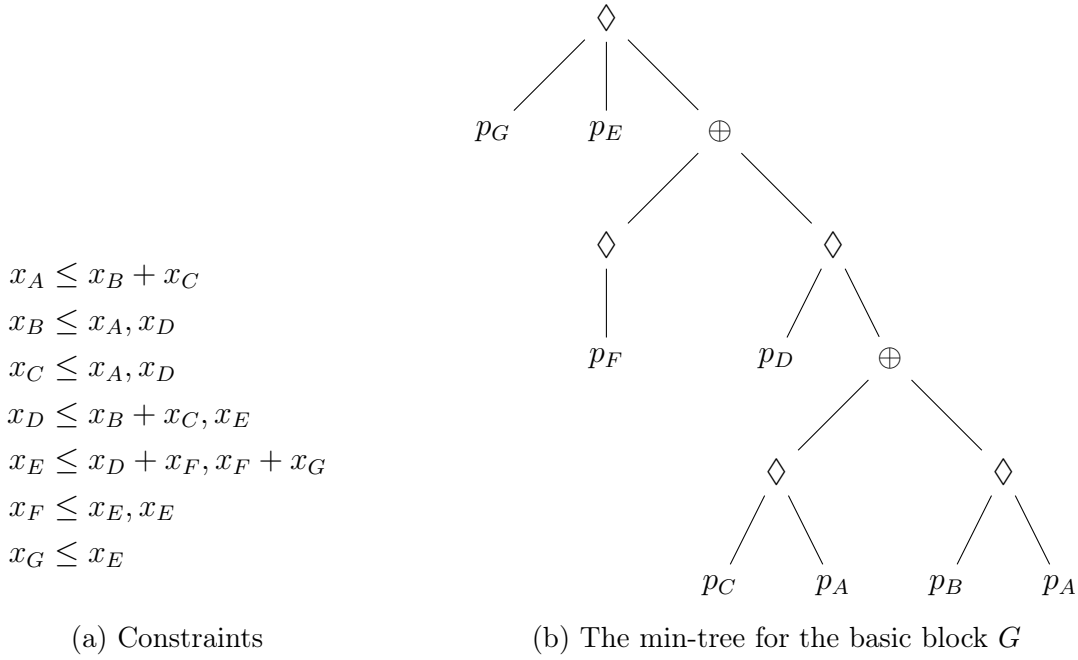 x_A ≤ x_B + x_C
x_B ≤ x_A, x_D
x_C ≤ x_A, x_D
x_D ≤ x_B + x_C, x_E
x_E ≤ x_D + x_F, x_F + x_G
x_F ≤ x_E, x_E
x_G ≤ x_E
(a) Constraints
◊
p_G p_E ⊕
◊ ◊
p_F p_D ⊕
◊ ◊
p_C p_A p_B p_A
(b) The min-tree for the basic block G